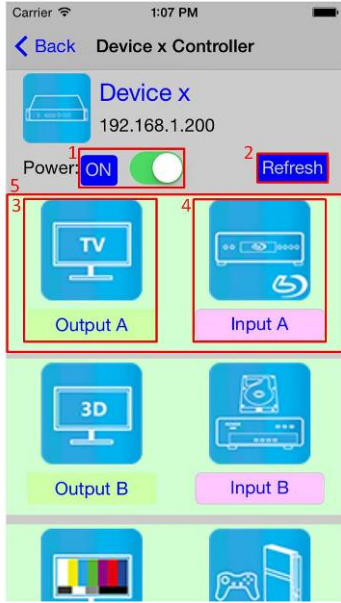 Carrier 1:07 PM
Back Device x Controller
Device x
192.168.1.200
1 2
Power: ON Refresh
5
3 4
TV
Output A Input A
3D
Output B Input B